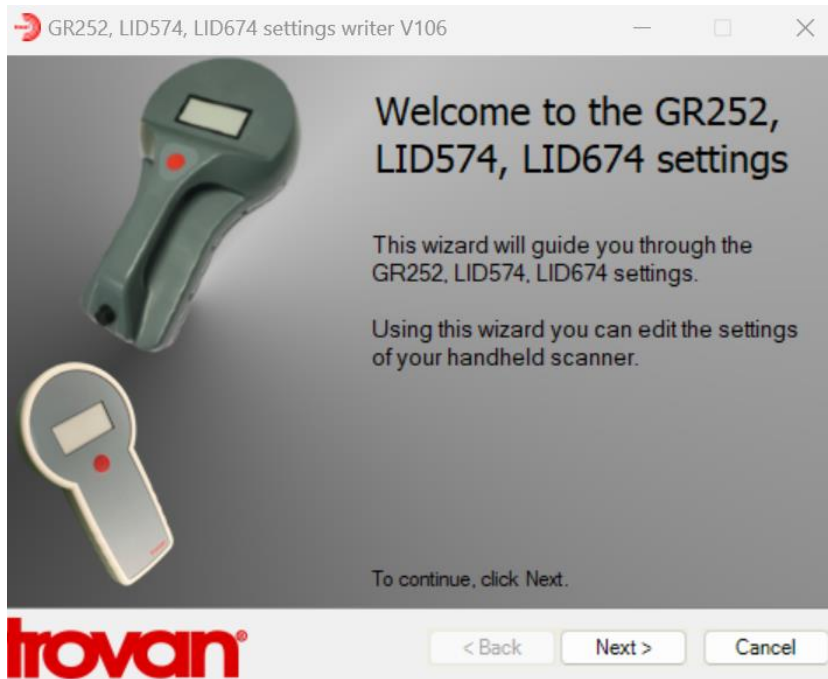 GR252, LID574, LID674 settings writer V106
Welcome to the GR252,
LID574, LID674 settings
This wizard will guide you through the
GR252, LID574, LID674 settings.
Using this wizard you can edit the settings
of your handheld scanner.
To continue, click Next.
trovan®
< Back
Next >
Cancel